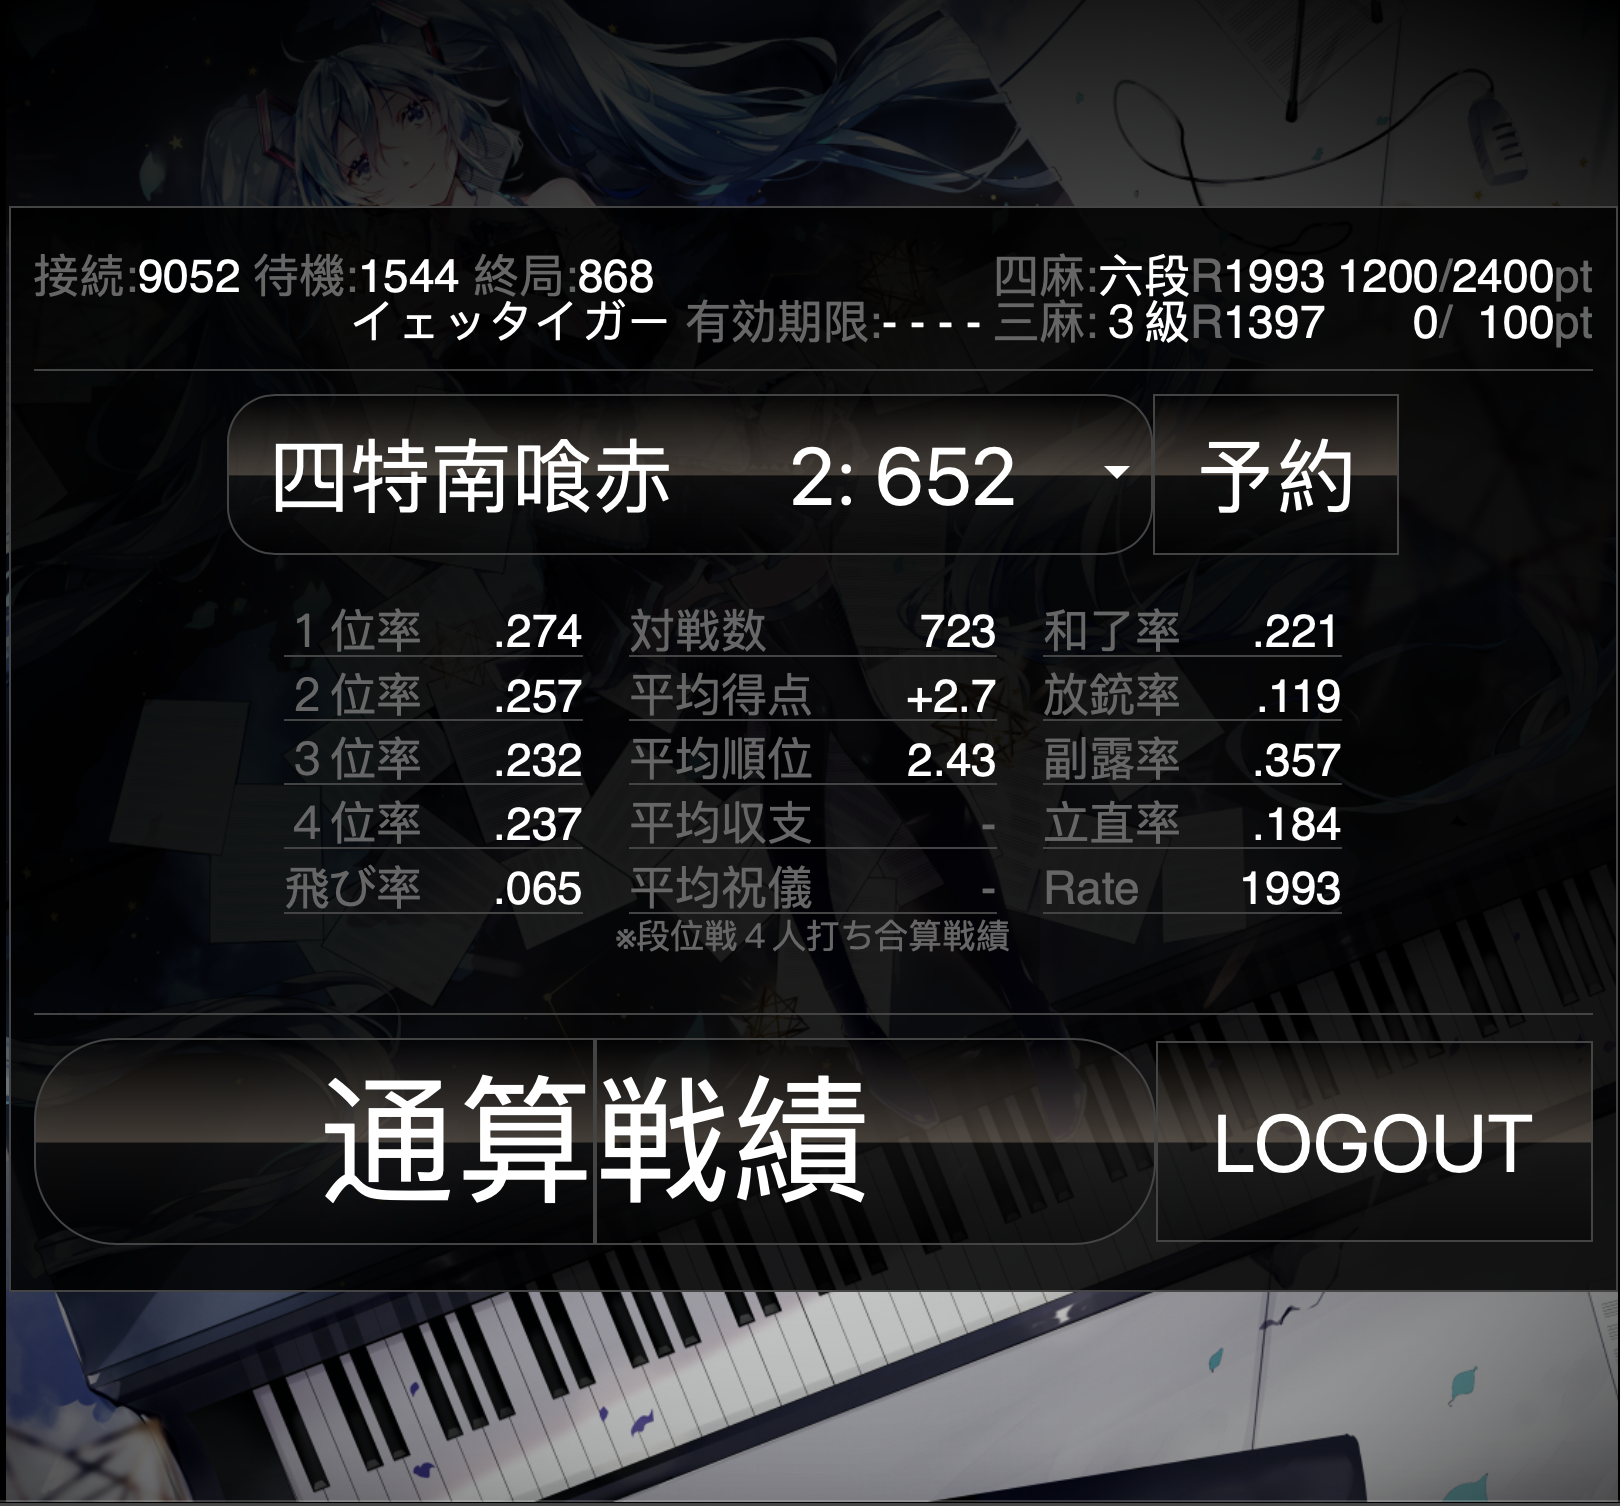 接続:9052 待機:1544 終局:868 四麻:六段R1993 1200/2400pt
イェッタイガー 有効期限:- - - - 三麻:３級R1397 0/ 100pt
四特南喰赤 2: 652 予約
１位率 .274 対戦数 723 和了率 .221
２位率 .257 平均得点 +2.7 放銃率 .119
３位率 .232 平均順位 2.43 副露率 .357
４位率 .237 平均収支 - 立直率 .184
飛び率 .065 平均祝儀 - Rate 1993
※段位戦４人打ち合算戦績
通算戦績 LOGOUT